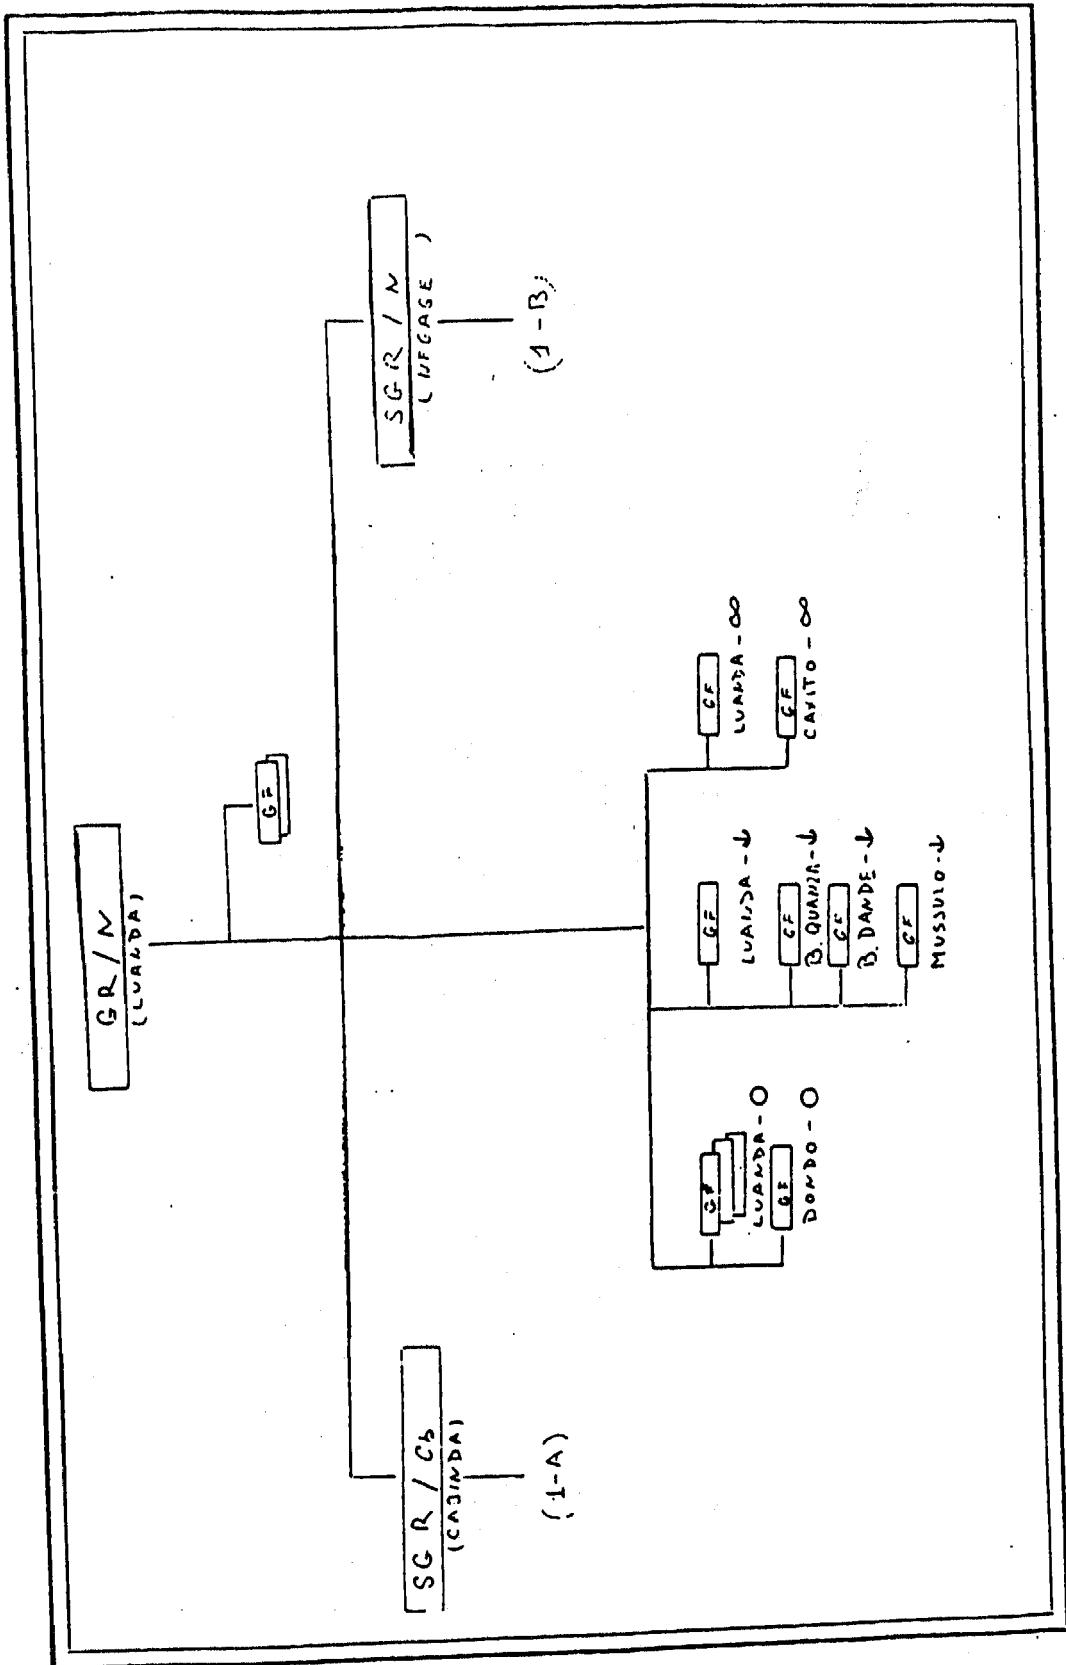 GR / N
(LUANDA)
GF
SGR / Cb
(CABINDA)
(1-A)
SGR / N
(NEGAGE)
(1-B)
GF
LUANDA - O
GF
DONDO - O
GF
LUANDA - ↓
GF
B. QUANZA - ↓
GF
B. DANDE - ↓
GF
MUSSULO - ↓
GF
LUANDA - ∞
GF
CAXITO - ∞